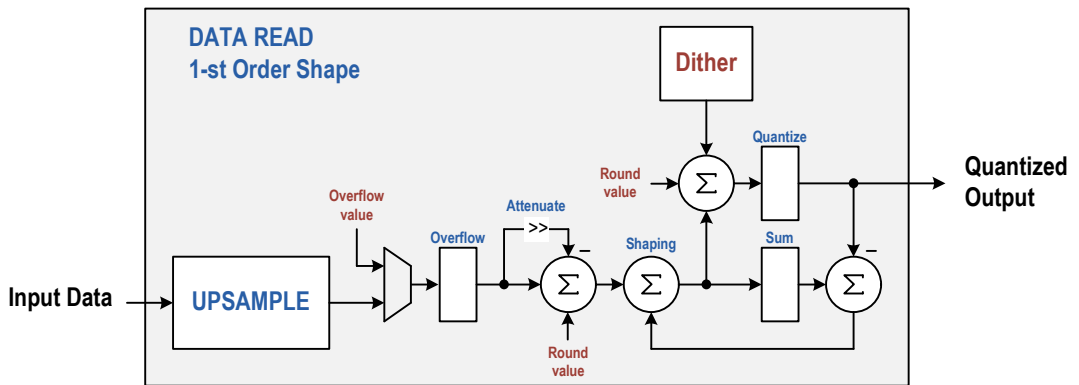 DATA READ
1-st Order Shape
Dither
Quantize
Round
value
Σ
Quantized
Output
Overflow
value
Attenuate
>>
−
Overflow
Shaping
Sum
−
Input Data
UPSAMPLE
Σ
Σ
Σ
Round
value